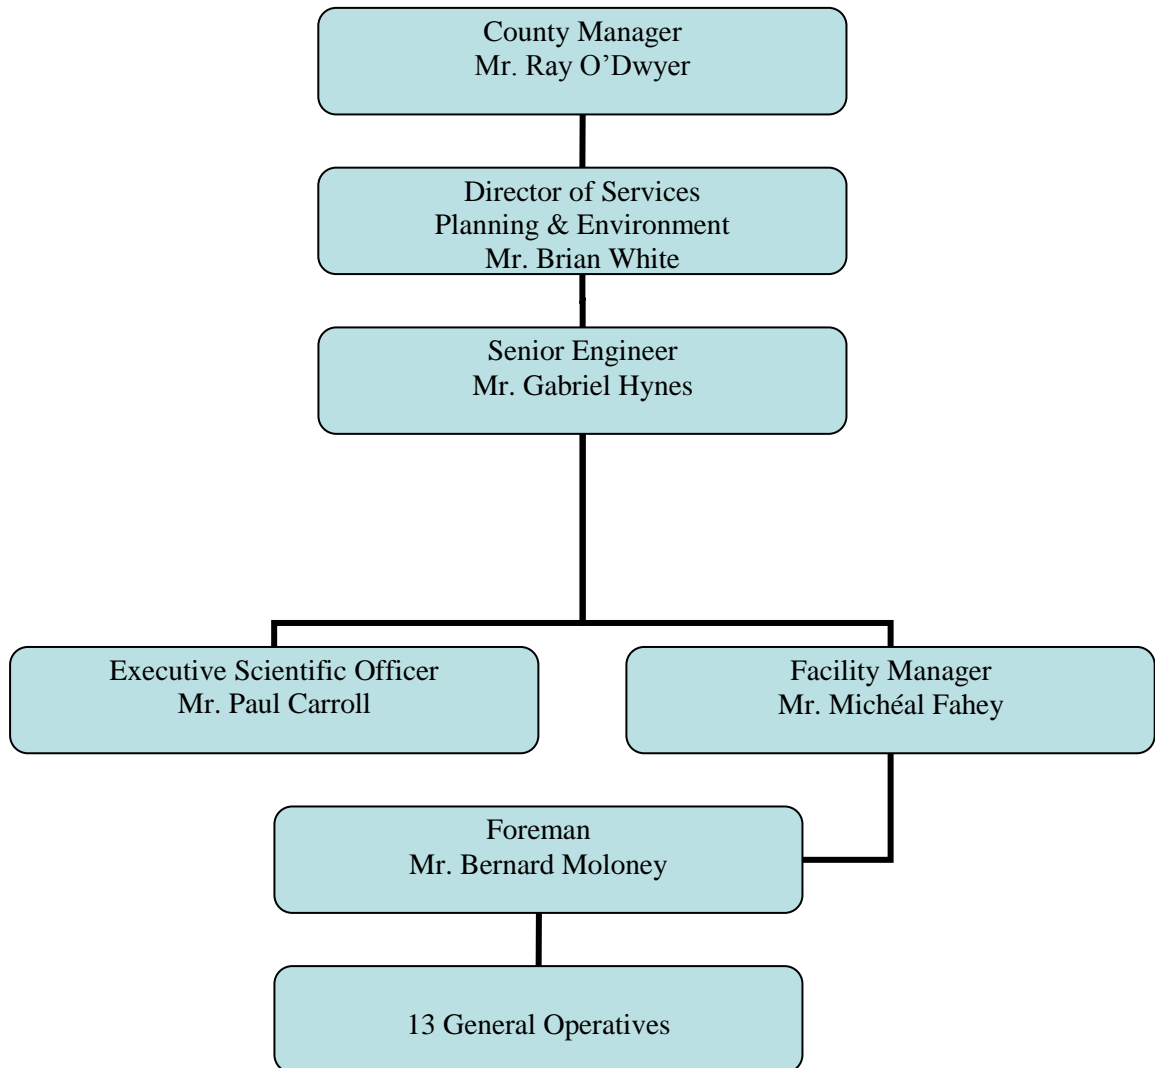 County Manager
Mr. Ray O’Dwyer
Director of Services
Planning & Environment
Mr. Brian White
Senior Engineer
Mr. Gabriel Hynes
Executive Scientific Officer
Mr. Paul Carroll
Facility Manager
Mr. Michéal Fahey
Foreman
Mr. Bernard Moloney
13 General Operatives